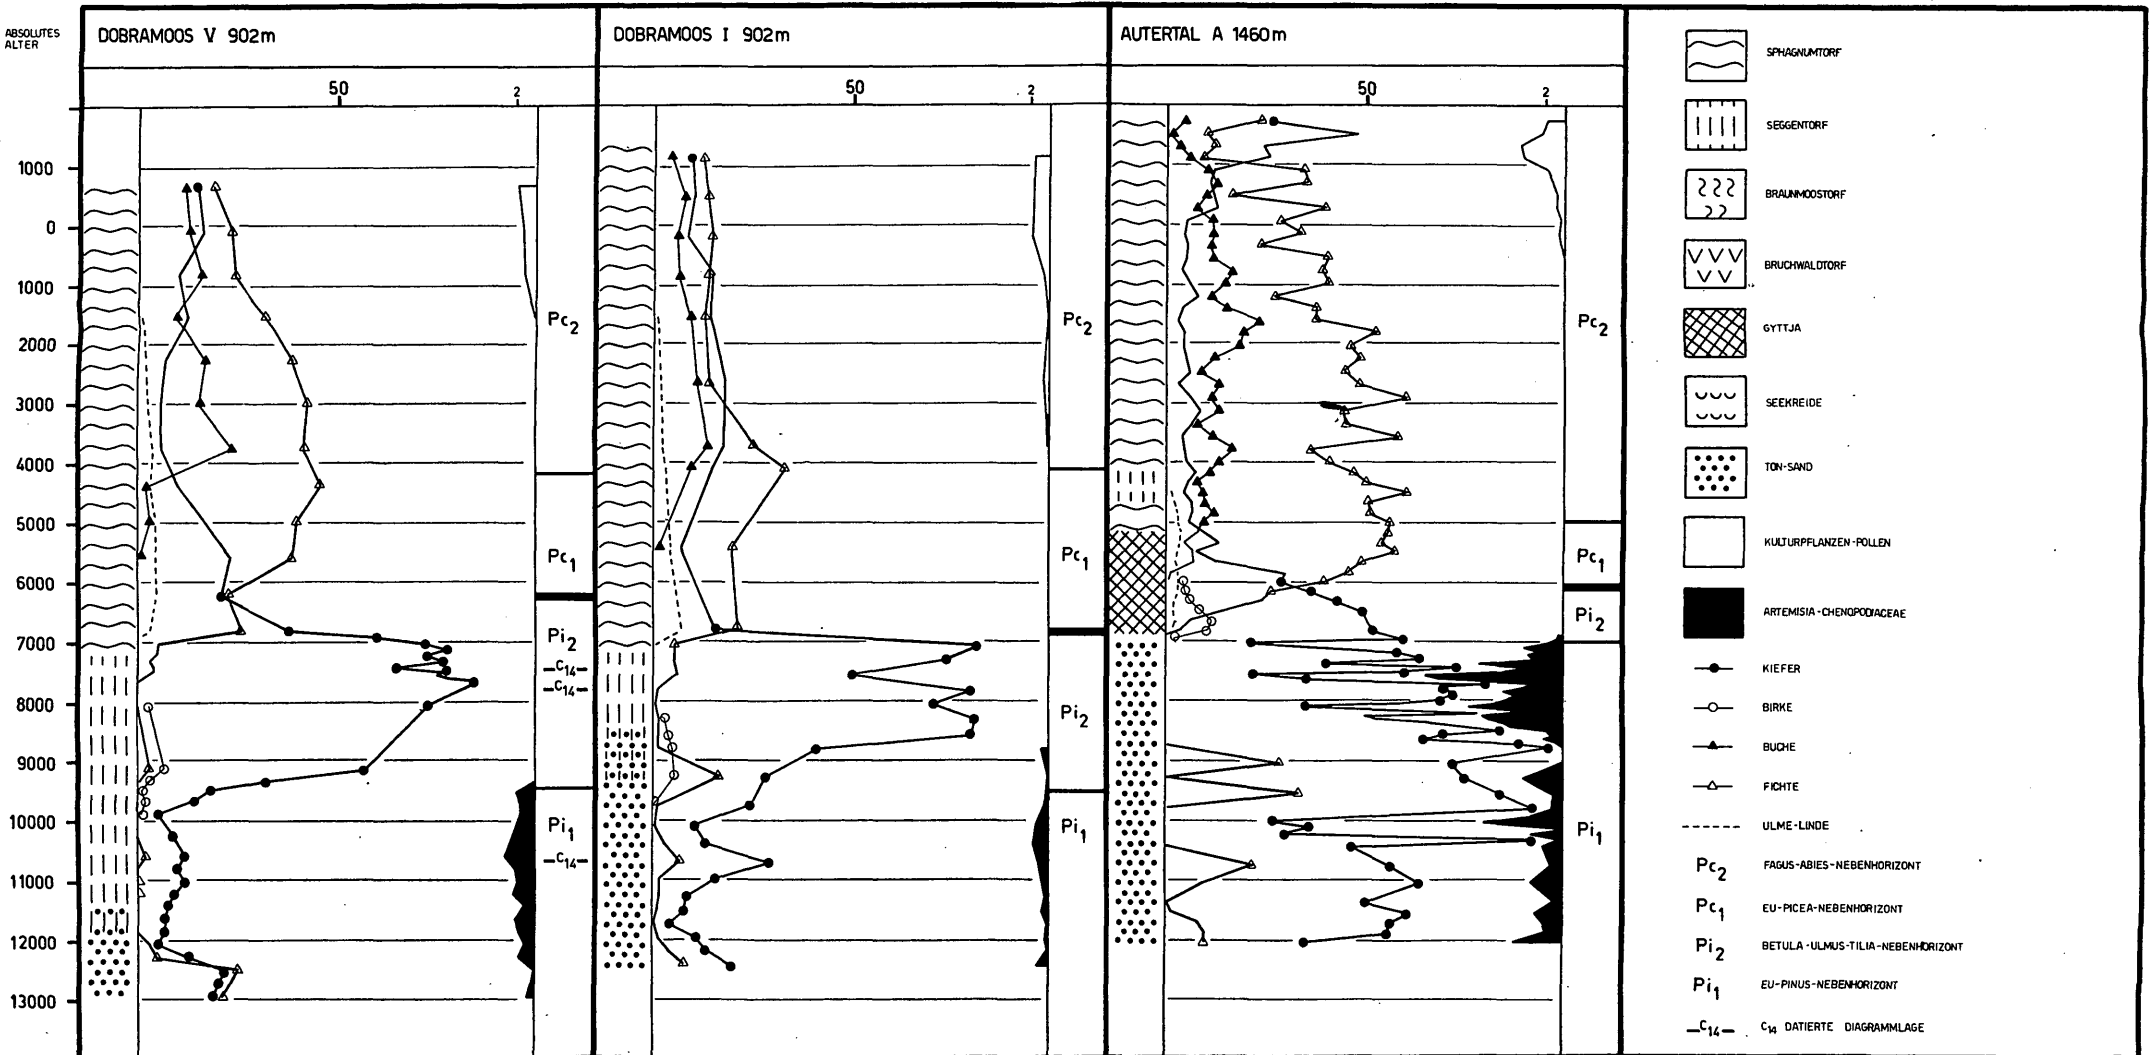 ABSOLUTES
ALTER
DOBRAMOOS V 902m
DOBRAMOOS I 902m
AUTERTAL A 1460m
50
2
50
2
50
2
1000
0
1000
2000
3000
4000
5000
6000
7000
8000
9000
10000
11000
12000
13000
Pc2
Pc1
Pi2
—C14—
—C14—
Pi1
—C14—
Pc2
Pc1
Pi2
Pi1
Pc2
Pc1
Pi2
Pi1
SPHAGNUMTORF
SEGGENTORF
BRAUNMOOSTORF
BRUCHWALDTORF
GYTTJA
SEEKREIDE
TON-SAND
KULTURPFLANZEN-POLLEN
ARTEMISIA-CHENOPODIACEAE
KIEFER
BIRKE
BUCHE
FICHTE
ULME-LINDE
Pc2 FAGUS-ABIES-NEBENHORIZONT
Pc1 EU-PICEA-NEBENHORIZONT
Pi2 BETULA-ULMUS-TILIA-NEBENHORIZONT
Pi1 EU-PINUS-NEBENHORIZONT
—C14— C14 DATIERTE DIAGRAMMLAGE